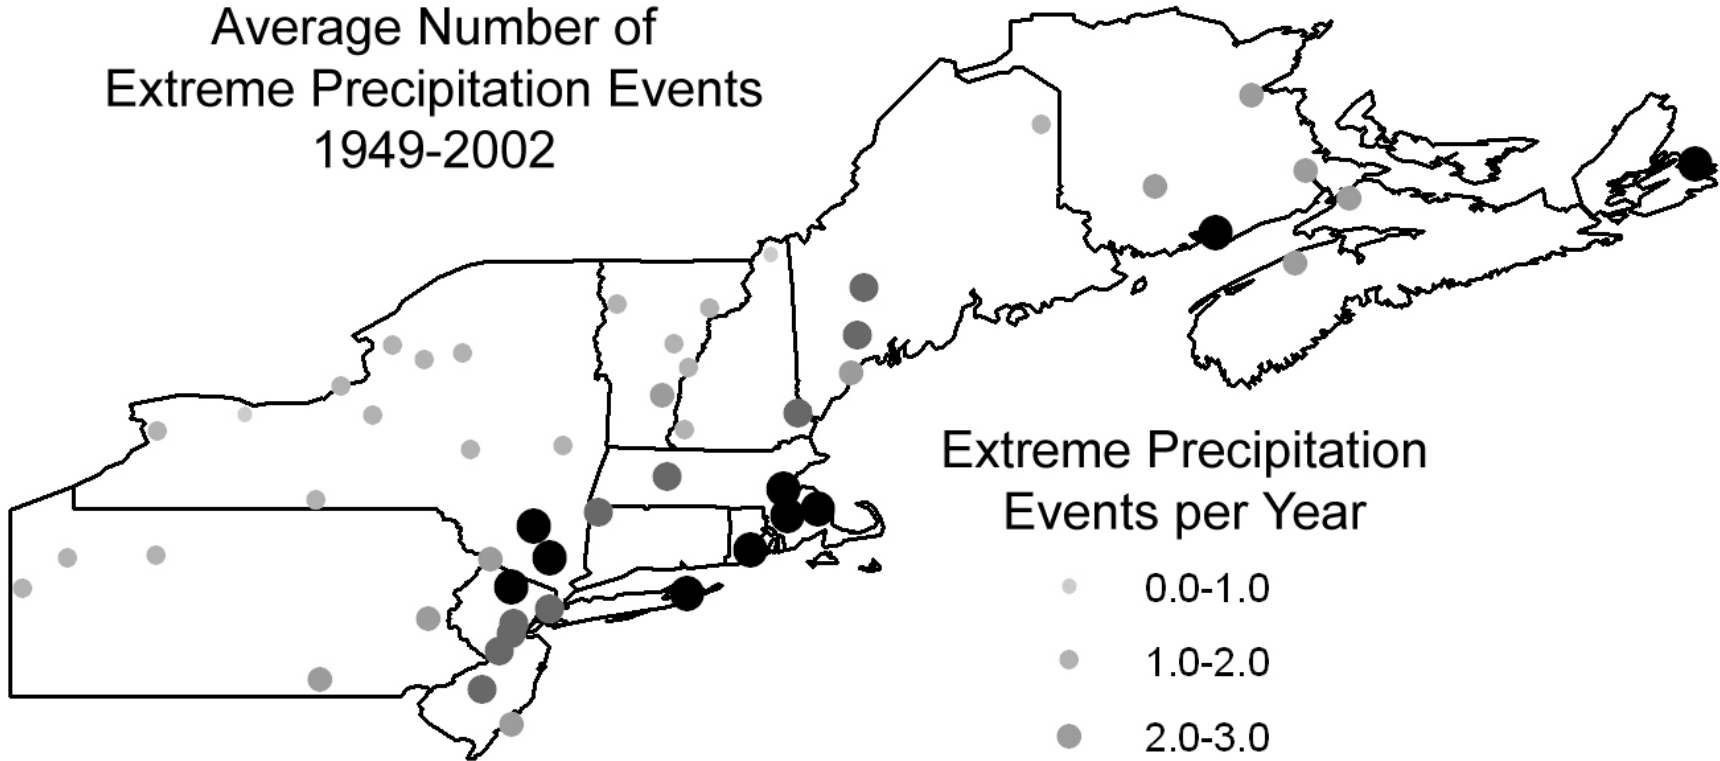 Average Number of
Extreme Precipitation Events
1949-2002
Extreme Precipitation
Events per Year
0.0-1.0
1.0-2.0
2.0-3.0